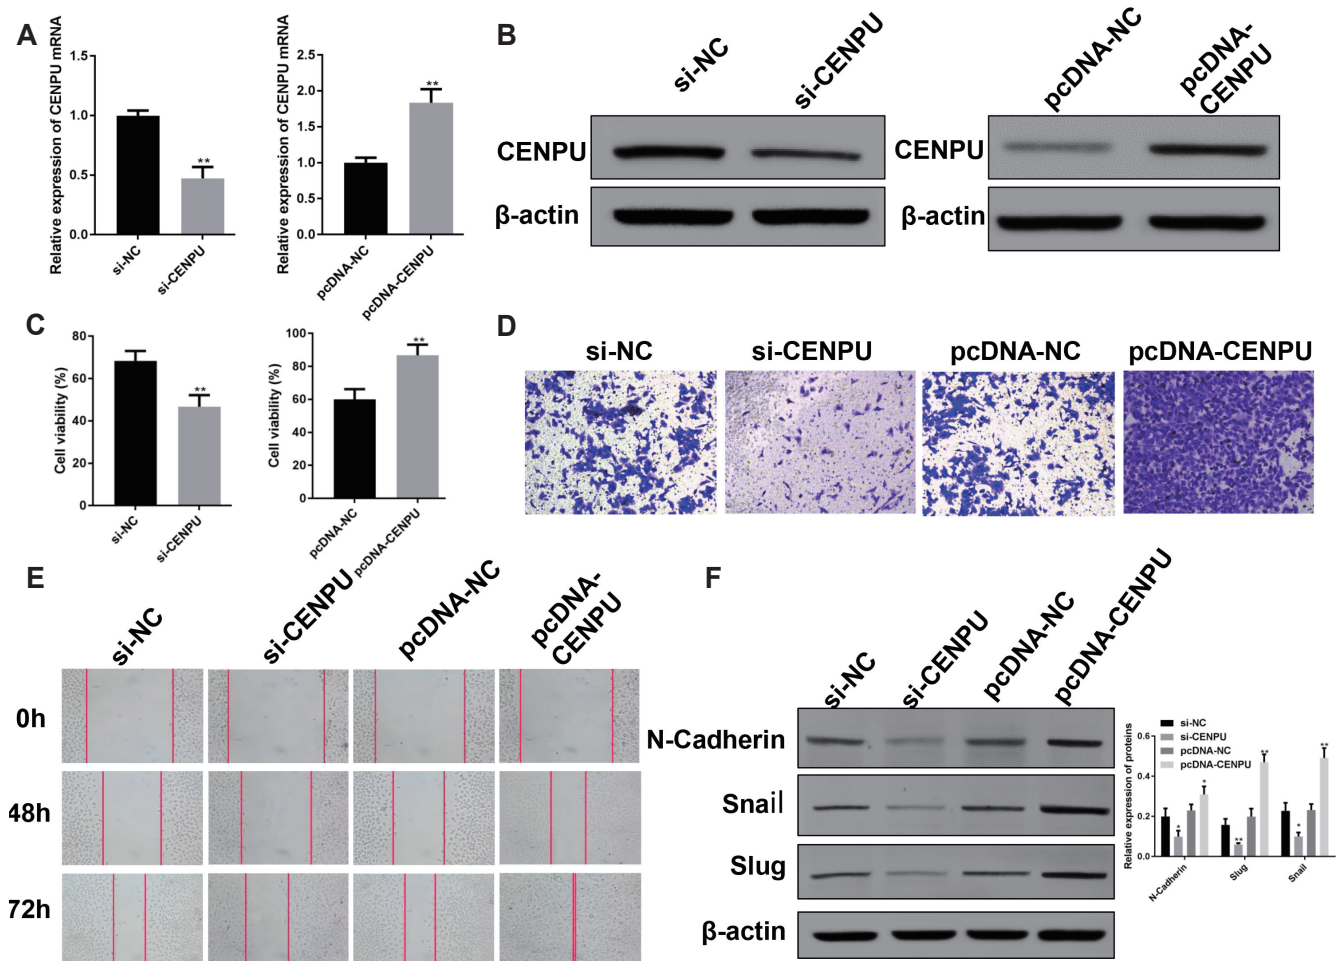 A
Relative expression of CENPU mRNA
1.5
1.0
0.5
0.0
**
si-NC
si-CENPU
Relative expression of CENPU mRNA
2.5
2.0
1.5
1.0
0.5
0.0
**
pcDNA-NC
pcDNA-CENPU
B
si-NC
si-CENPU
CENPU
β-actin
pcDNA-NC
pcDNA-
CENPU
CENPU
β-actin
C
Cell viability (%)
80
60
40
20
0
**
si-NC
si-CENPU
Cell viability (%)
100
80
60
40
20
0
**
pcDNA-NC
pcDNA-CENPU
D
si-NC
si-CENPU
pcDNA-NC
pcDNA-CENPU
E
si-NC
si-CENPU
pcDNA-NC
pcDNA-
CENPU
0h
48h
72h
F
si-NC
si-CENPU
pcDNA-NC
pcDNA-CENPU
N-Cadherin
Snail
Slug
β-actin
Relative expression of proteins
0.6
0.4
0.2
0.0
si-NC
si-CENPU
pcDNA-NC
pcDNA-CENPU
*
*
**
**
*
**
N-Cadherin
Slug
Snail